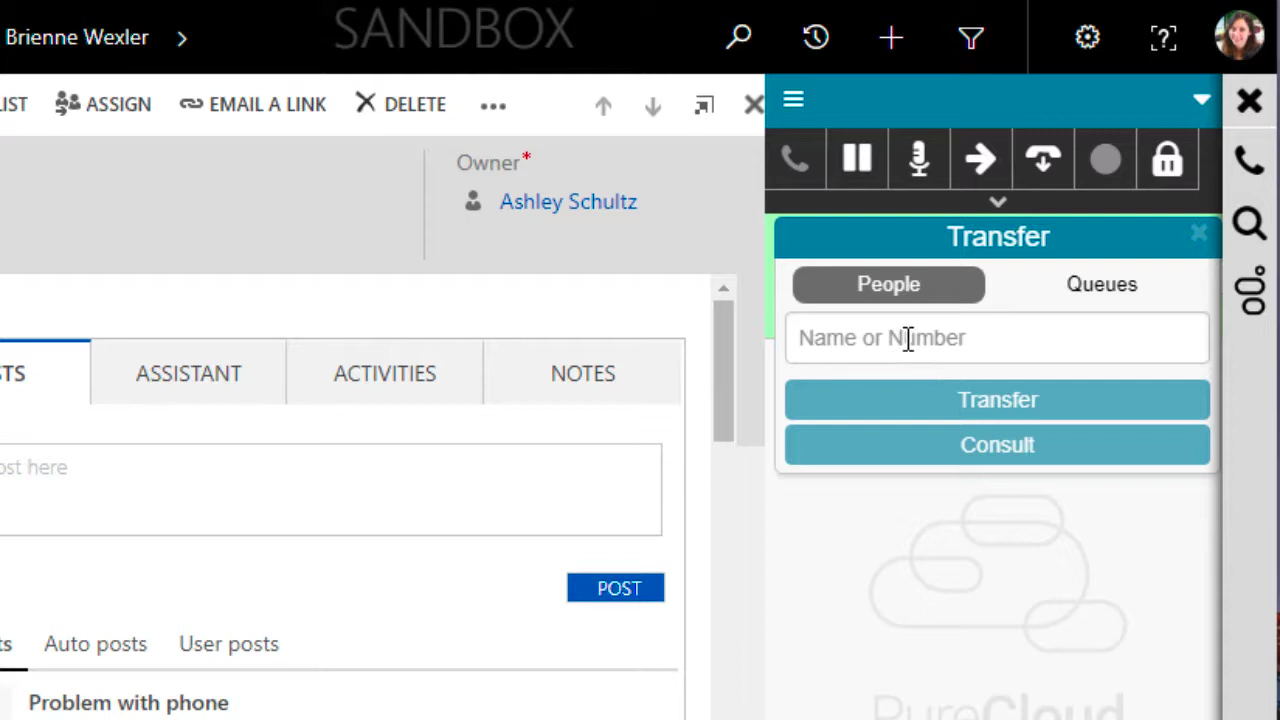 Brienne Wexler
SANDBOX
LIST
ASSIGN
EMAIL A LINK
DELETE
Owner*
Ashley Schultz
STS
ASSISTANT
ACTIVITIES
NOTES
ost here
POST
ts
Auto posts
User posts
Problem with phone
Transfer
People
Queues
Name or Number
Transfer
Consult
PureCloud